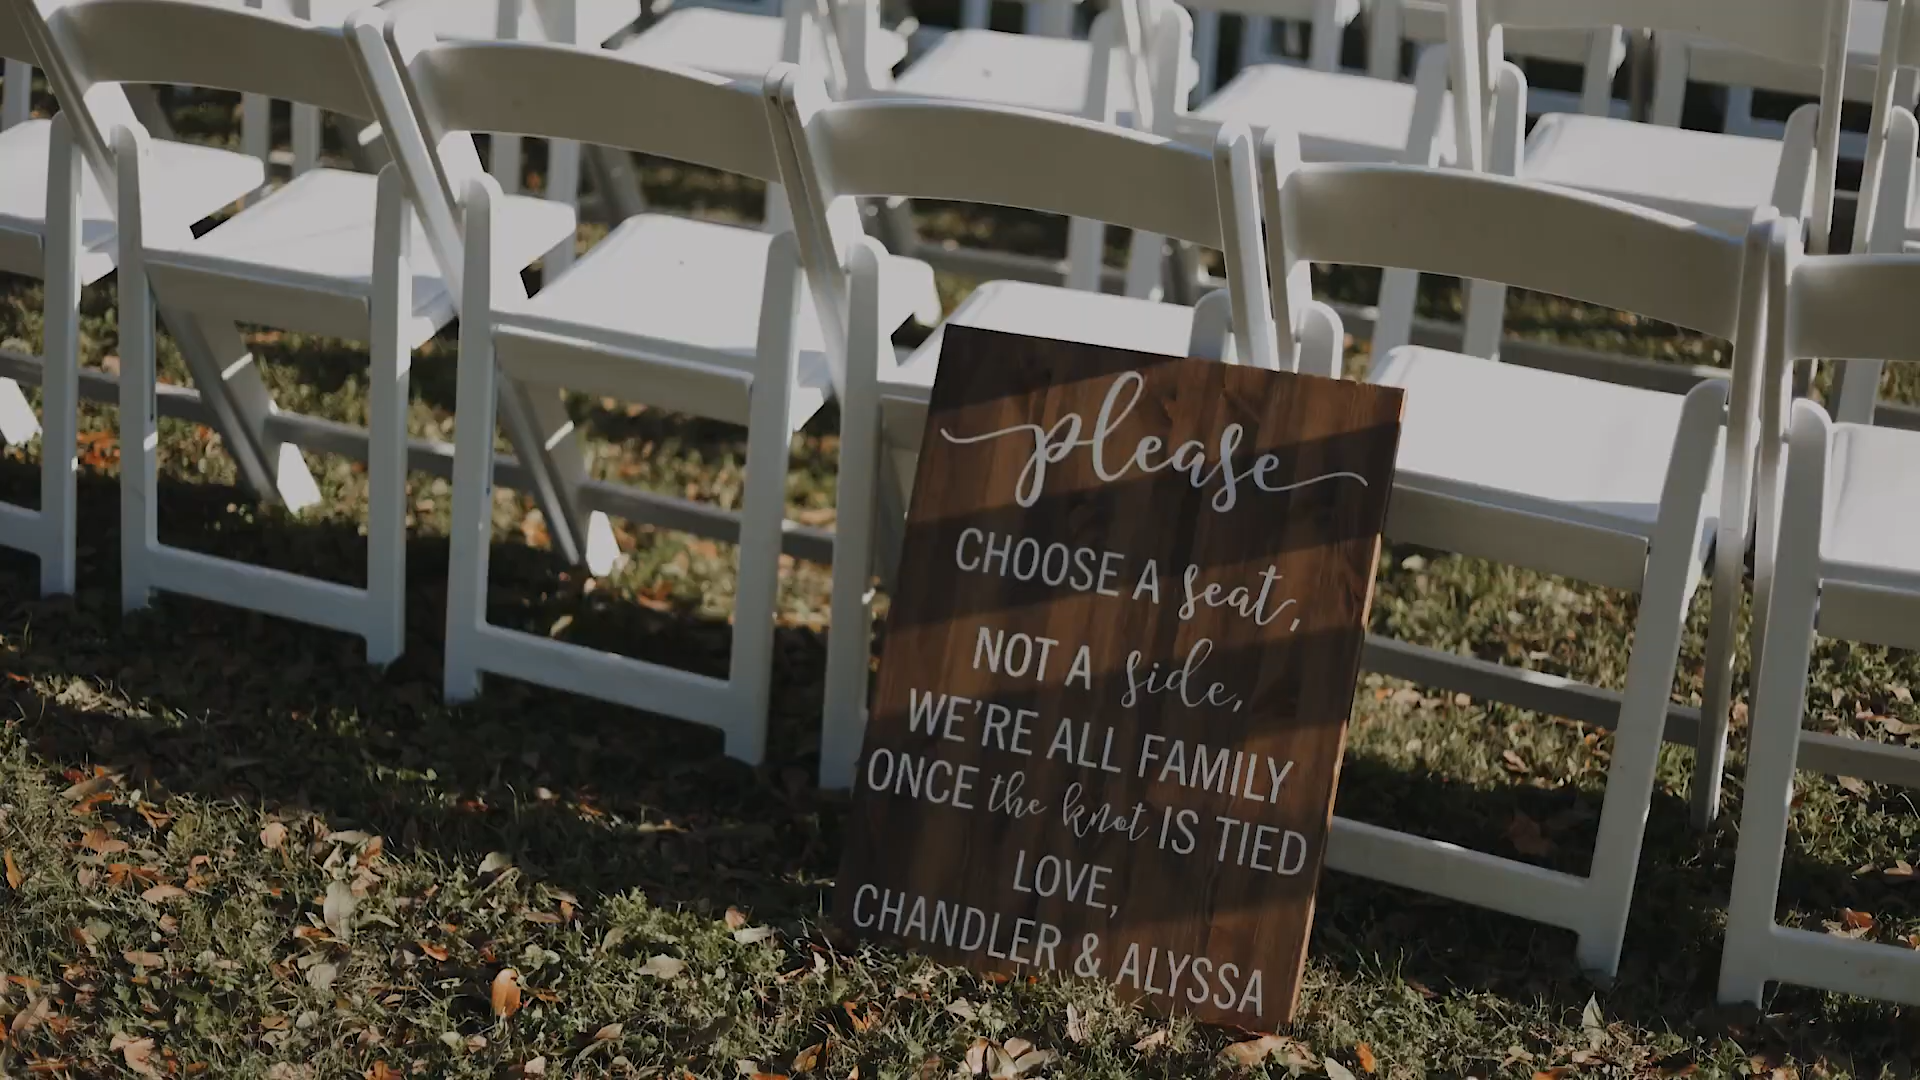 please
CHOOSE A seat,
NOT A side,
WE'RE ALL FAMILY
ONCE the knot IS TIED
LOVE,
CHANDLER & ALYSSA